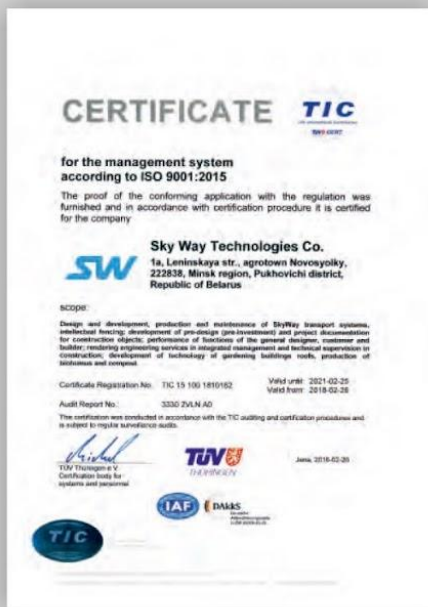 CERTIFICATE
TIC
TÜV CERT
for the management system
according to ISO 9001:2015
The proof of the conforming application with the regulation was
furnished and in accordance with certification procedure it is certified
for the company
SW
Sky Way Technologies Co.
1a, Leninskaya str., agrotown Novosyolky,
222838, Minsk region, Pukhovichi district,
Republic of Belarus
scope:
Design and development, production and maintenance of SkyWay transport systems,
intellectual fencing; development of pre-design (pre-investment) and project documentation
for construction objects; performance of functions of the general designer, customer and
builder; rendering engineering services in integrated management and technical supervision in
construction; development of technology of gardening buildings roofs, production of
biohumus and compost.
Certificate Registration No. TIC 15 100 1810162
Valid until: 2021-02-25
Valid from: 2018-02-26
Audit Report No.: 3330 2VLN A0
This certification was conducted in accordance with the TIC auditing and certification procedures and
is subject to regular surveillance audits.
TÜV Thüringen e.V.
Certification body for
systems and personnel
TÜV
THÜRINGEN
Jena, 2018-02-26
IAF
DAkkS
TIC